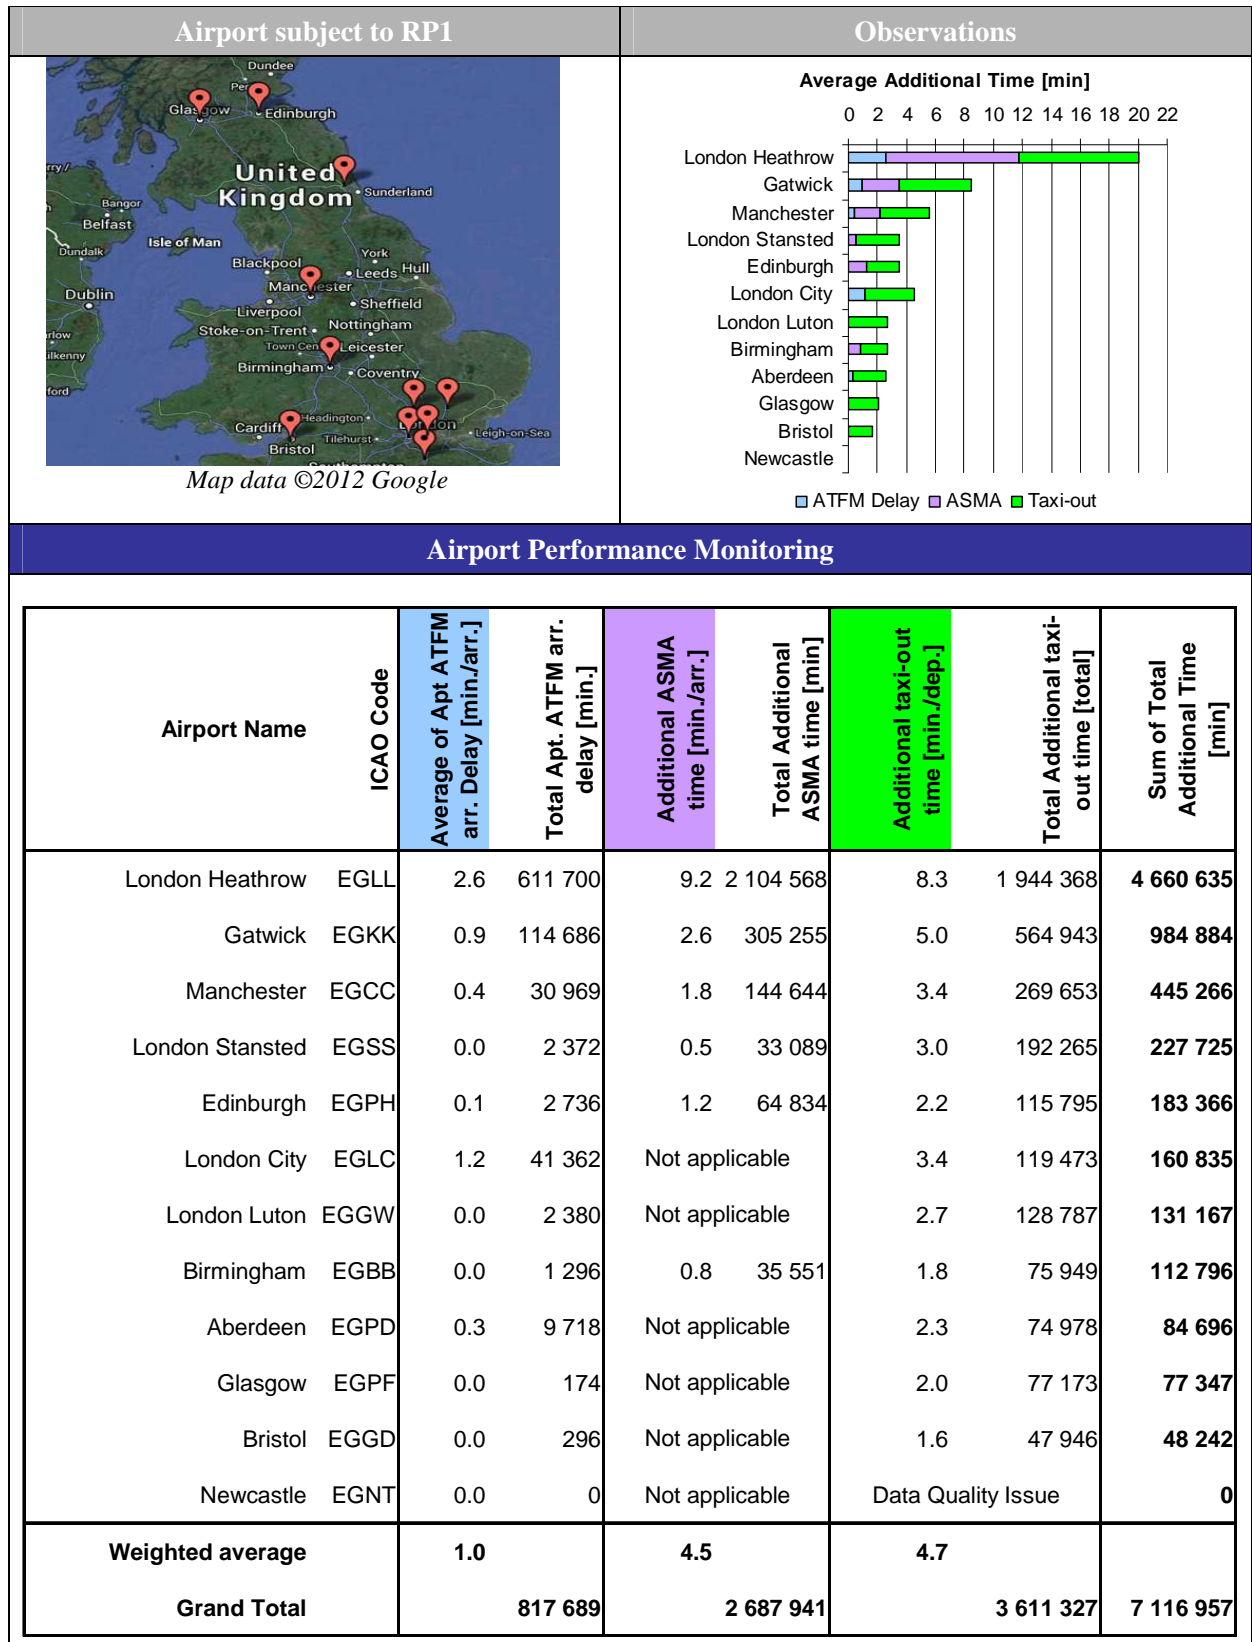 Airport subject to RP1
Observations
Dundee
Per
Glasgow
Edinburgh
United
Kingdom
Sunderland
rry/
Bangor
Belfast
Isle of Man
Dundalk
York
Blackpool
Leeds Hull
Manchester
Dublin
Sheffield
Liverpool
Stoke-on-Trent Nottingham
rlow
Town Cen Leicester
ilkenny
Birmingham
Coventry
ford
Headington
Cardiff
London
Tilehurst
Leigh-on-Sea
Bristol
Map data ©2012 Google
Average Additional Time [min]
0 2 4 6 8 10 12 14 16 18 20 22
London Heathrow
Gatwick
Manchester
London Stansted
Edinburgh
London City
London Luton
Birmingham
Aberdeen
Glasgow
Bristol
Newcastle
ATFM Delay ASMA Taxi-out
Airport Performance Monitoring
Airport Name
ICAO Code
Average of Apt ATFM
arr. Delay [min./arr.]
Total Apt. ATFM arr.
delay [min.]
Additional ASMA
time [min./arr.]
Total Additional
ASMA time [min]
Additional taxi-out
time [min./dep.]
Total Additional taxi-
out time [total]
Sum of Total
Additional Time
[min]
London Heathrow EGLL 2.6 611 700 9.2 2 104 568 8.3 1 944 368 4 660 635
Gatwick EGKK 0.9 114 686 2.6 305 255 5.0 564 943 984 884
Manchester EGCC 0.4 30 969 1.8 144 644 3.4 269 653 445 266
London Stansted EGSS 0.0 2 372 0.5 33 089 3.0 192 265 227 725
Edinburgh EGPH 0.1 2 736 1.2 64 834 2.2 115 795 183 366
London City EGLC 1.2 41 362 Not applicable 3.4 119 473 160 835
London Luton EGGW 0.0 2 380 Not applicable 2.7 128 787 131 167
Birmingham EGBB 0.0 1 296 0.8 35 551 1.8 75 949 112 796
Aberdeen EGPD 0.3 9 718 Not applicable 2.3 74 978 84 696
Glasgow EGPF 0.0 174 Not applicable 2.0 77 173 77 347
Bristol EGGD 0.0 296 Not applicable 1.6 47 946 48 242
Newcastle EGNT 0.0 0 Not applicable Data Quality Issue 0
Weighted average 1.0 4.5 4.7
Grand Total 817 689 2 687 941 3 611 327 7 116 957